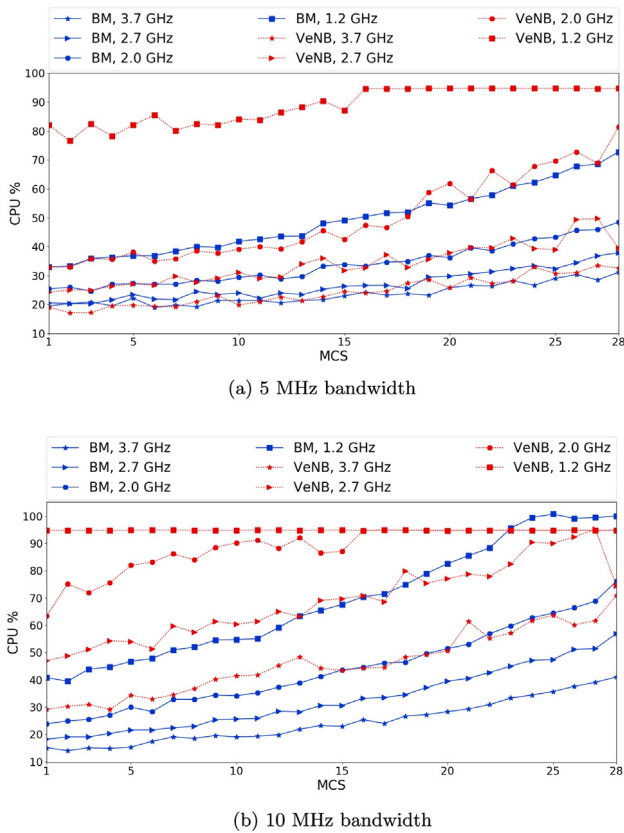 BM, 3.7 GHz BM, 1.2 GHz VeNB, 2.0 GHz
BM, 2.7 GHz VeNB, 3.7 GHz VeNB, 1.2 GHz
BM, 2.0 GHz VeNB, 2.7 GHz
100
90
80
70
60
50
40
30
20
10
CPU %
1 5 10 15 20 25 28
MCS
(a) 5 MHz bandwidth
BM, 3.7 GHz BM, 1.2 GHz VeNB, 2.0 GHz
BM, 2.7 GHz VeNB, 3.7 GHz VeNB, 1.2 GHz
BM, 2.0 GHz VeNB, 2.7 GHz
100
90
80
70
60
50
40
30
20
10
CPU %
1 5 10 15 20 25 28
MCS
(b) 10 MHz bandwidth